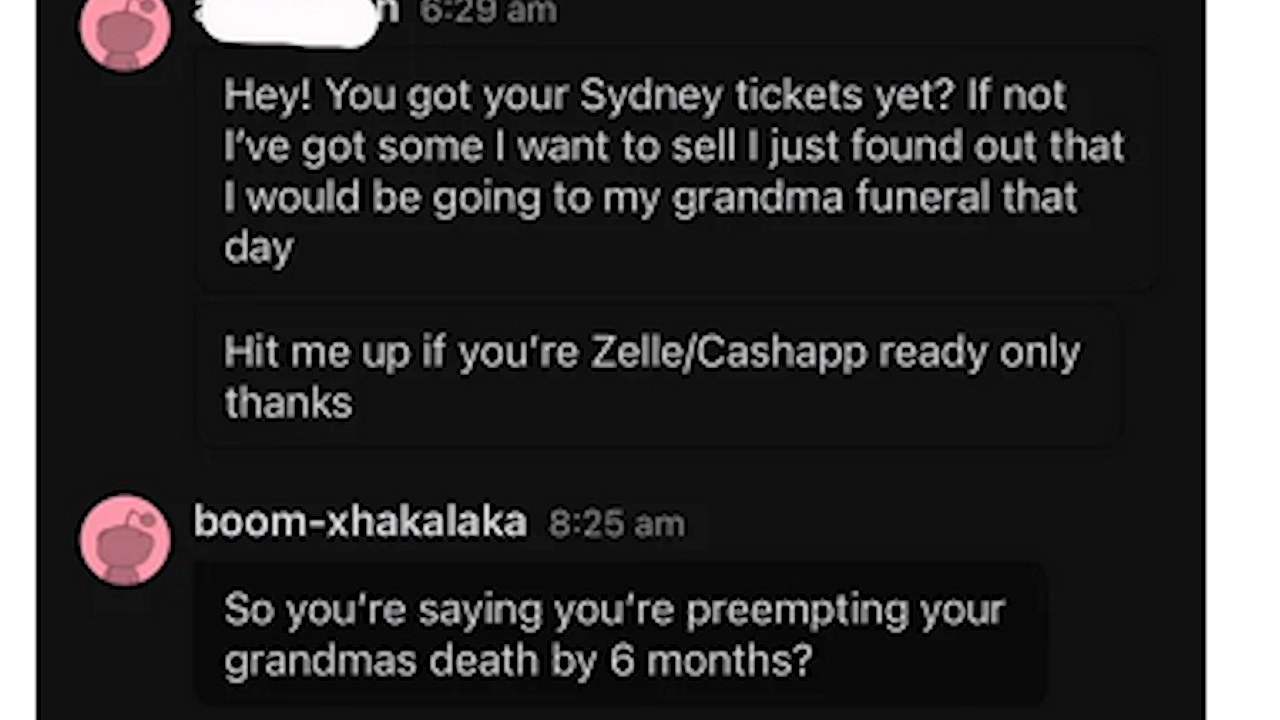 6:29 am
Hey! You got your Sydney tickets yet? If not
I've got some I want to sell I just found out that
I would be going to my grandma funeral that
day
Hit me up if you're Zelle/Cashapp ready only
thanks
boom-xhakalaka 8:25 am
So you're saying you're preempting your
grandmas death by 6 months?